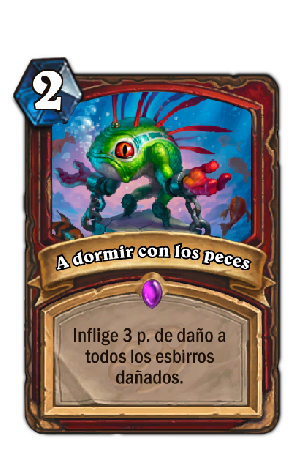 2
A dormir con los peces
Inflige 3 p. de daño a
todos los esbirros
dañados.